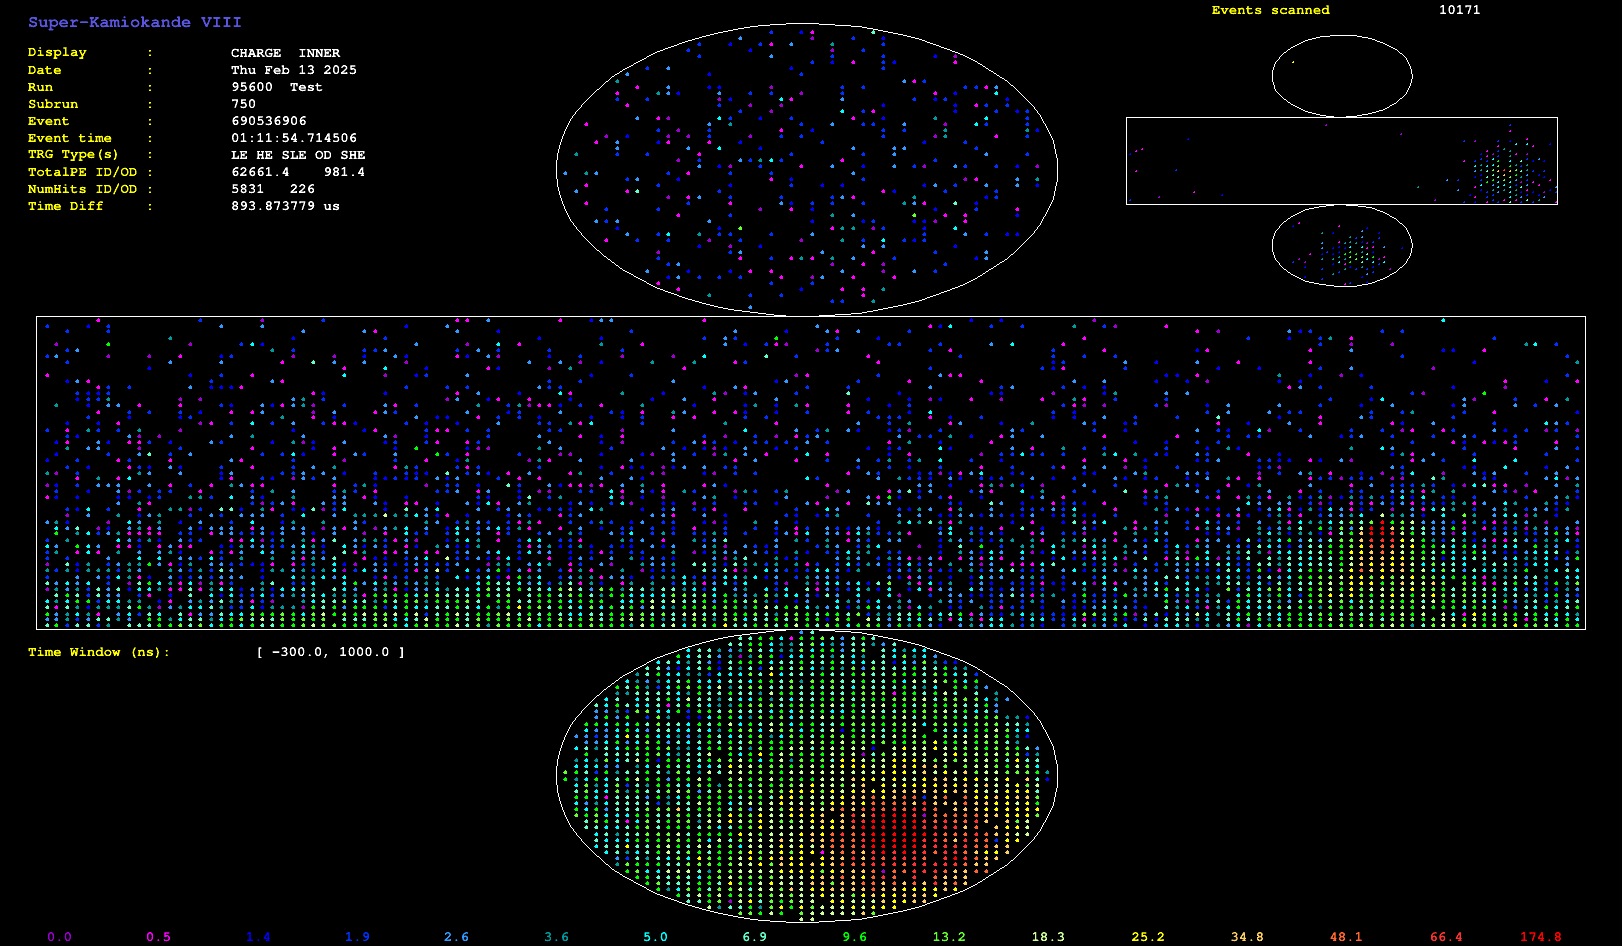 Super-Kamiokande VIII
Events scanned 10171
Display : CHARGE INNER
Date : Thu Feb 13 2025
Run : 95600 Test
Subrun : 750
Event : 690536906
Event time : 01:11:54.714506
TRG Type(s) : LE HE SLE OD SHE
TotalPE ID/OD : 62661.4 981.4
NumHits ID/OD : 5831 226
Time Diff : 893.873779 us
Time Window (ns): [ -300.0, 1000.0 ]
0.0 0.5 1.4 1.9 2.6 3.6 5.0 6.9 9.6 13.2 18.3 25.2 34.8 48.1 66.4 174.8